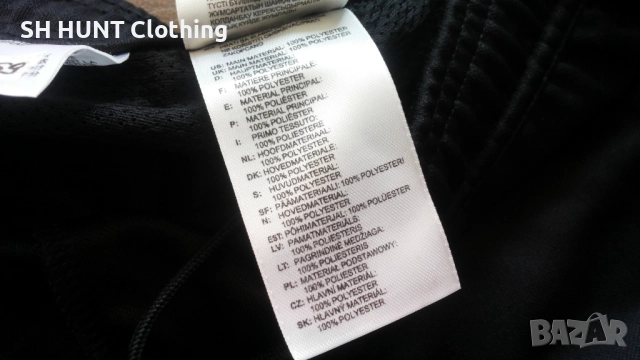 SH HUNT Clothing
US: MAIN MATERIAL: 100% POLYESTER
UK: MAIN MATERIAL: 100% POLYESTER
D: HAUPTMATERIAL:
100% POLYESTER
F: MATIERE PRINCIPALE:
100% POLYESTER
E: MATERIAL PRINCIPAL:
100% POLIÉSTER
P: MATERIAL PRINCIPAL:
100% POLIÉSTER
I: PRIMO TESSUTO:
100% POLIESTERE
NL: HOOFDMATERIAAL:
100% POLYESTER
DK: HOVEDMATERIALE:
100% POLYESTER
S: HUVUDMATERIAL:
100% POLYESTER
SF: PÄÄMATERIAALI: 100% POLYESTERI
N: HOVEDMATERIAL:
100% POLYESTER
EST: PÕHIMATERJAL: 100% POLÜESTER
LV: PAMATMATERIĀLS:
100% POLIESTERIS
LT: PAGRINDINĖ MEDŽIAGA:
100% POLIESTERIS
PL: MATERIAŁ PODSTAWOWY:
100% POLIESTER
CZ: HLAVNÍ MATERIÁL:
100% POLYESTER
SK: HLAVNÝ MATERIÁL:
100% POLYESTER
BAZAR